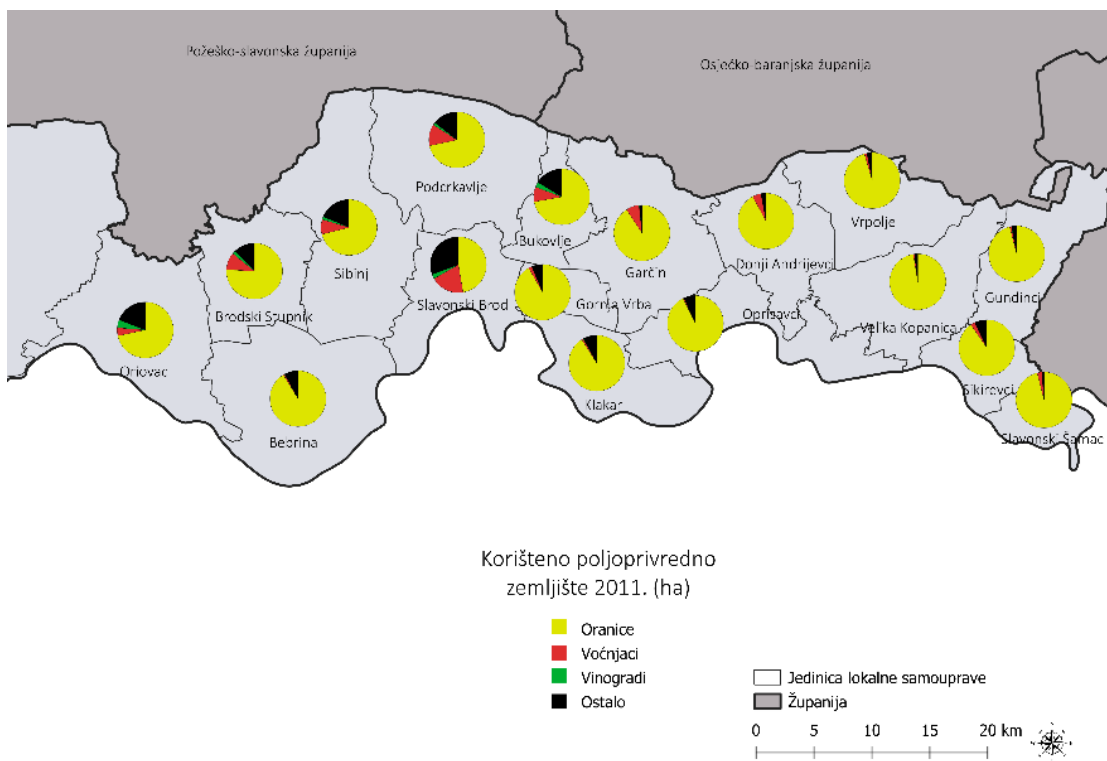 Požeško-slavonska županija
Osječko-baranjska županija
Podcrkavlje
Vrpolje
Bukovlje
Sibinj
Garčin
Donji Andrijevci
Gundinci
Slavonski Brod
Gornja Vrba
Brodski Stupnik
Oprisavci
Velika Kopanica
Oriovac
Sikirevci
Klakar
Bebrina
Slavonski Šamac
Korišteno poljoprivredno
zemljište 2011. (ha)
Oranice
Voćnjaci
Vinogradi
Ostalo
Jedinica lokalne samouprave
Županija
0 5 10 15 20 km